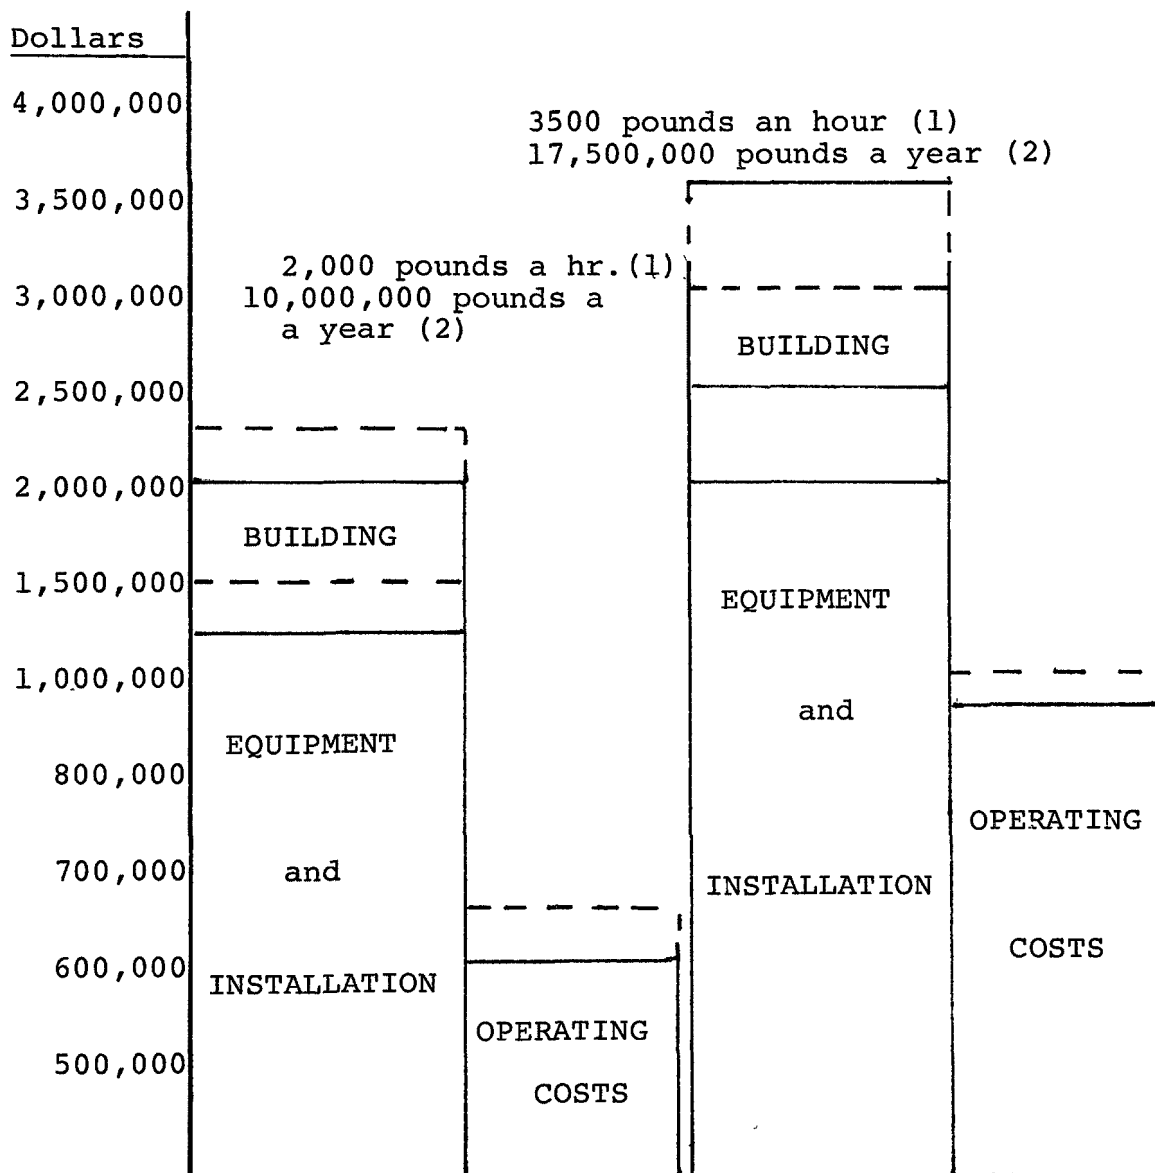 Dollars
4,000,000
3,500,000
3,000,000
2,500,000
2,000,000
1,500,000
1,000,000
800,000
700,000
600,000
500,000
2,000 pounds a hr.(1)
10,000,000 pounds a
a year (2)
BUILDING
EQUIPMENT
and
INSTALLATION
OPERATING
COSTS
3500 pounds an hour (1)
17,500,000 pounds a year (2)
BUILDING
EQUIPMENT
and
INSTALLATION
OPERATING
COSTS